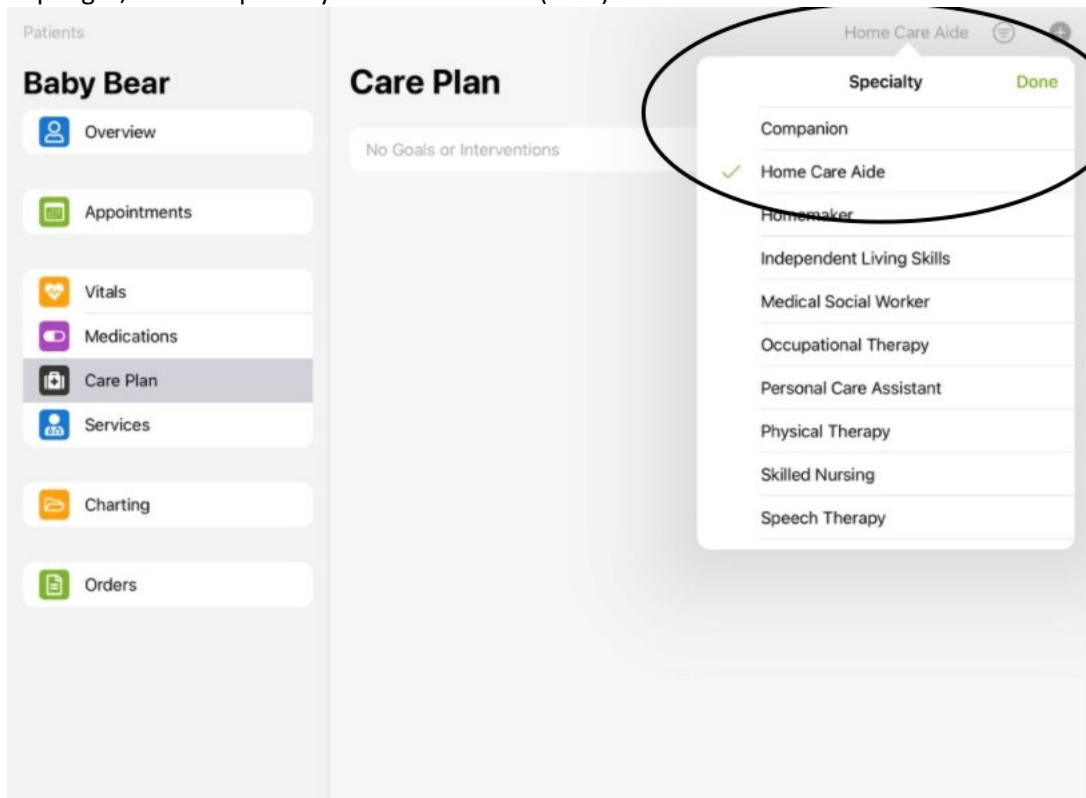 Patients
Baby Bear
Overview
Appointments
Vitals
Medications
Care Plan
Services
Charting
Orders
Care Plan
No Goals or Interventions
Home Care Aide
Specialty Done
Companion
Home Care Aide
Homemaker
Independent Living Skills
Medical Social Worker
Occupational Therapy
Personal Care Assistant
Physical Therapy
Skilled Nursing
Speech Therapy